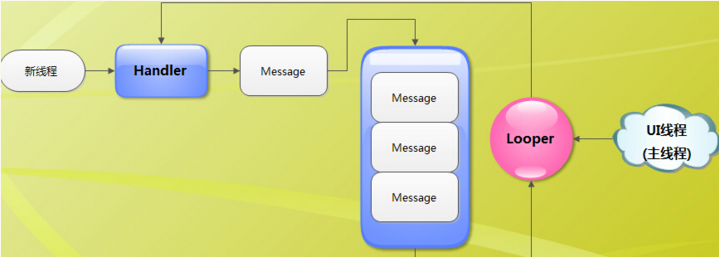 新线程
Handler
Message
Message
Message
Message
Looper
UI线程
(主线程)